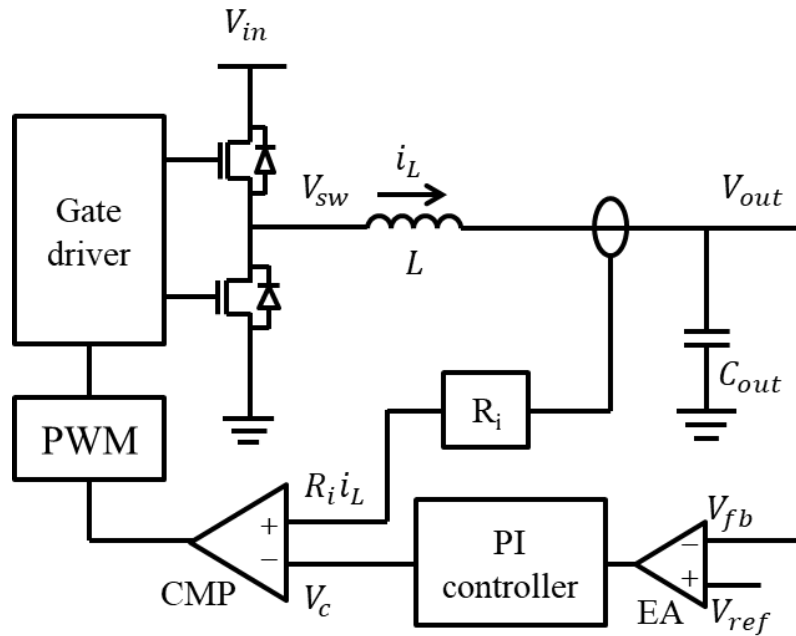 V_in
Gate
driver
V_sw
i_L
L
V_out
C_out
R_i
PWM
R_i i_L
+
−
CMP
V_c
PI
controller
V_fb
−
+
EA
V_ref